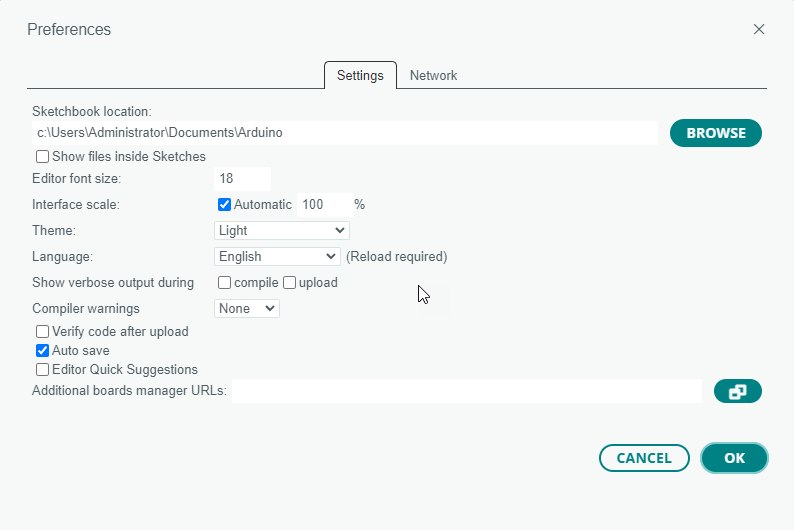 Preferences
Settings Network
Sketchbook location:
c:\Users\Administrator\Documents\Arduino BROWSE
Show files inside Sketches
Editor font size: 18
Interface scale: Automatic 100 %
Theme: Light
Language: English (Reload required)
Show verbose output during compile upload
Compiler warnings None
Verify code after upload
Auto save
Editor Quick Suggestions
Additional boards manager URLs:
CANCEL OK